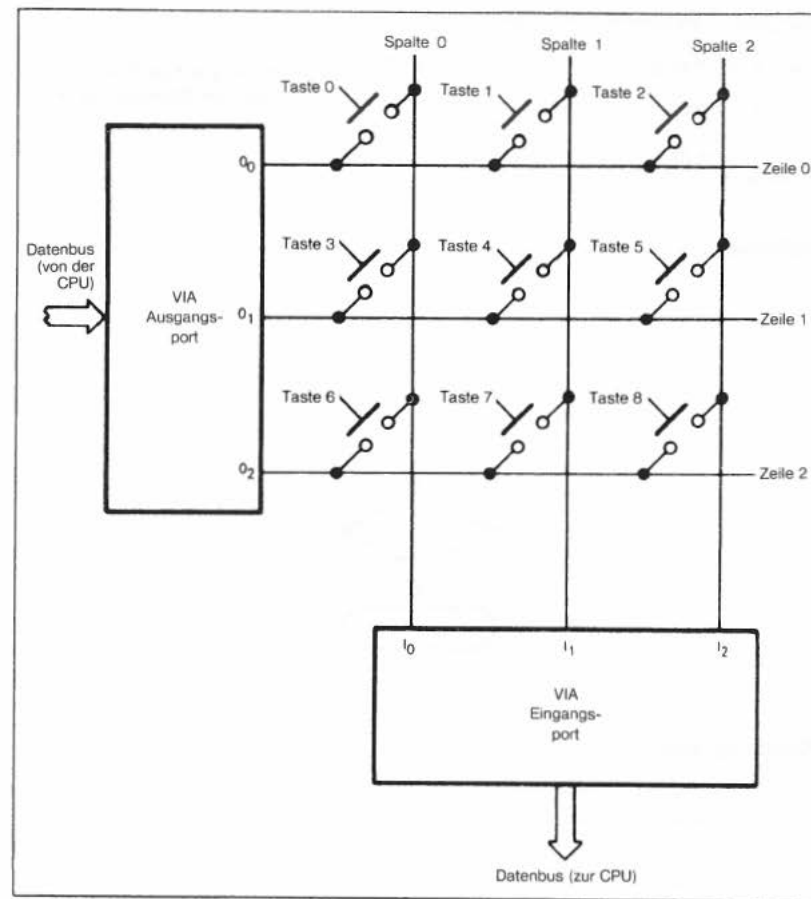 Spalte 0 Spalte 1 Spalte 2
Taste 0 Taste 1 Taste 2
O0 Zeile 0
Datenbus
(von der
CPU)
Taste 3 Taste 4 Taste 5
VIA
Ausgangs-
port
O1 Zeile 1
Taste 6 Taste 7 Taste 8
O2 Zeile 2
I0 I1 I2
VIA
Eingangs-
port
Datenbus (zur CPU)